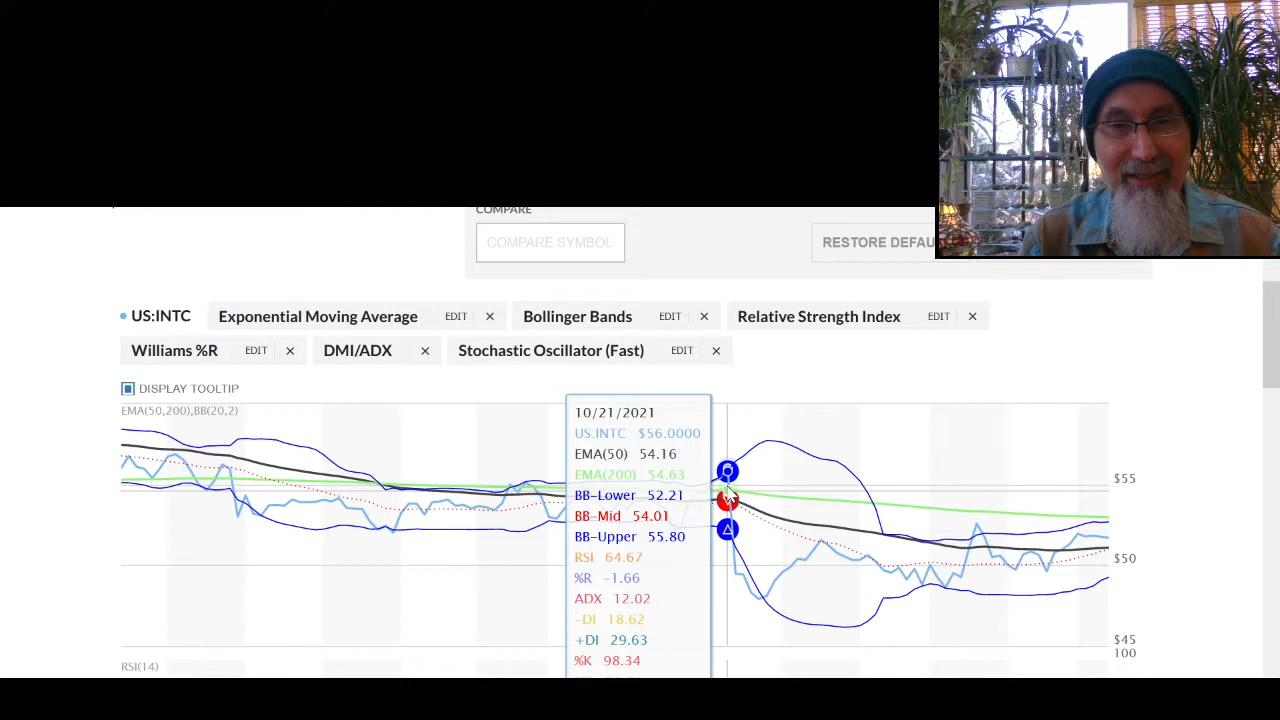 COMPARE
COMPARE SYMBOL
RESTORE DEFAU
US:INTC Exponential Moving Average EDIT × Bollinger Bands EDIT × Relative Strength Index EDIT ×
Williams %R EDIT × DMI/ADX × Stochastic Oscillator (Fast) EDIT ×
DISPLAY TOOLTIP
EMA(50,200),BB(20,2)
10/21/2021
US:INTC $56.0000
EMA(50) 54.16
EMA(200) 54.63
BB-Lower 52.21
BB-Mid 54.01
BB-Upper 55.80
RSI 64.67
%R -1.66
ADX 12.02
-DI 18.62
+DI 29.63
%K 98.34
$55
$50
$45
100
RSI(14)